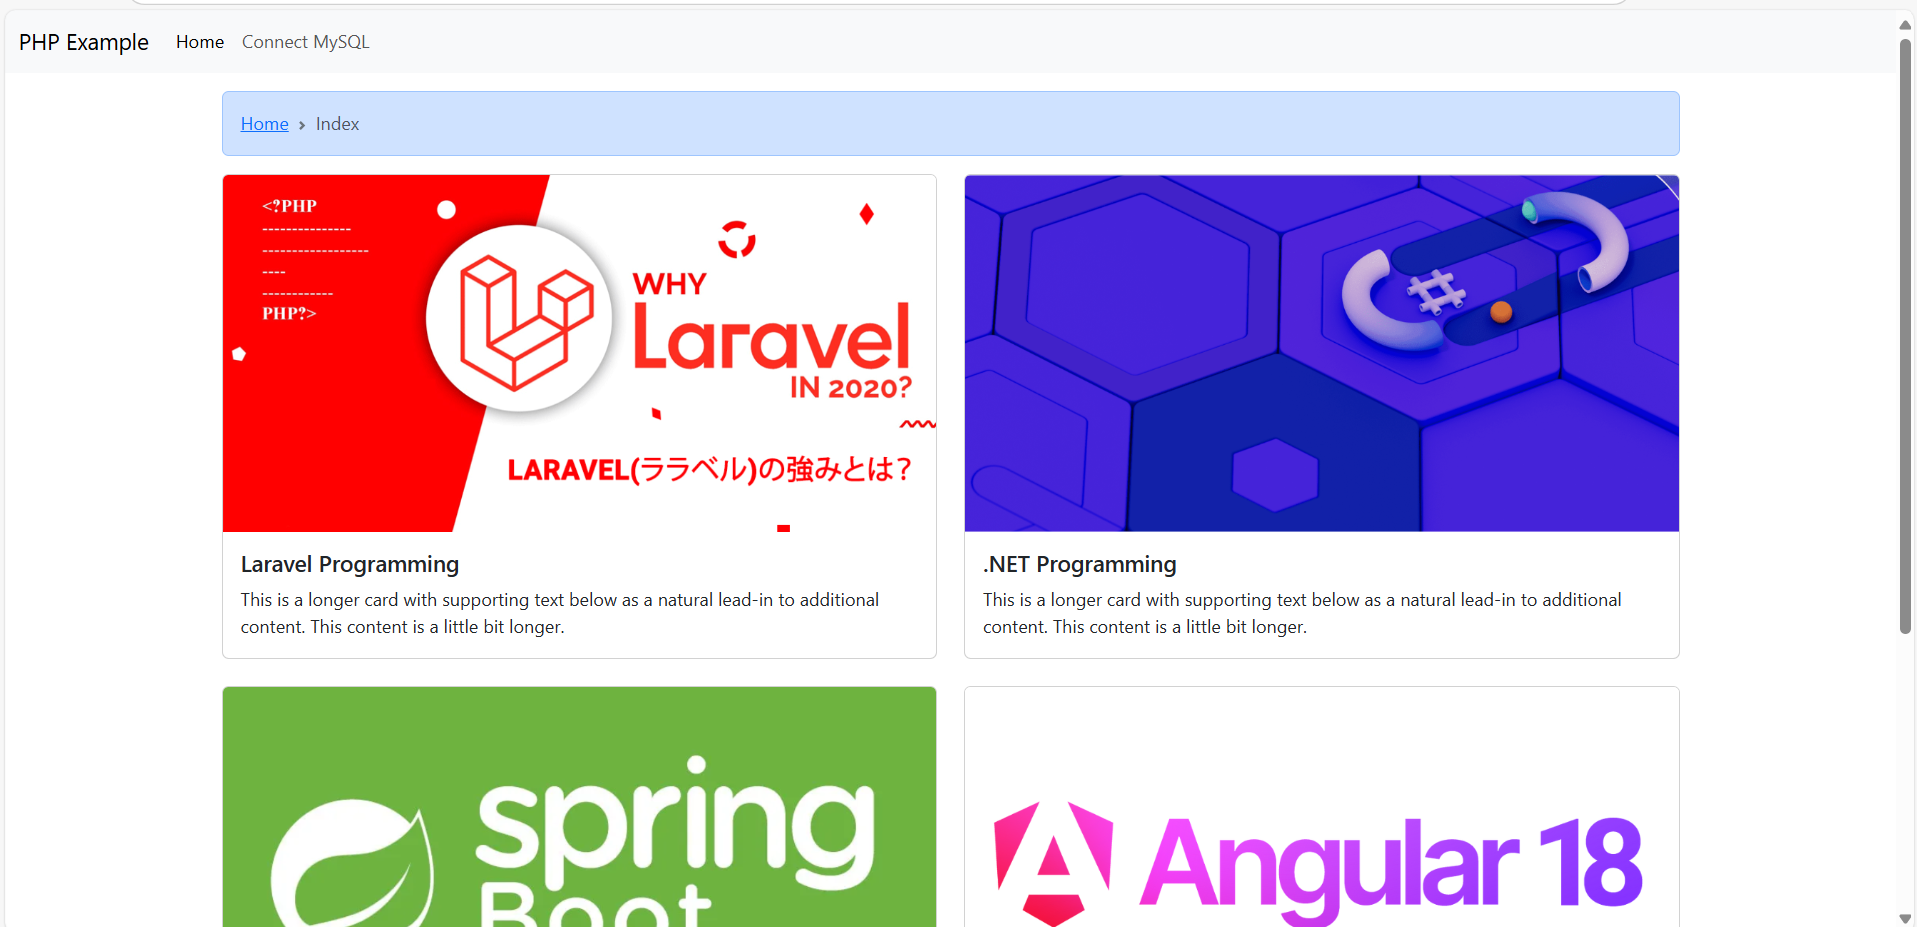 PHP Example Home Connect MySQL
Home › Index
<?PHP
---------------
------------------
----
------------
PHP?>
WHY
Laravel
IN 2020?
LARAVEL(ララベル)の強みとは?
Laravel Programming
This is a longer card with supporting text below as a natural lead-in to additional
content. This content is a little bit longer.
.NET Programming
This is a longer card with supporting text below as a natural lead-in to additional
content. This content is a little bit longer.
spring
Boot
Angular 18